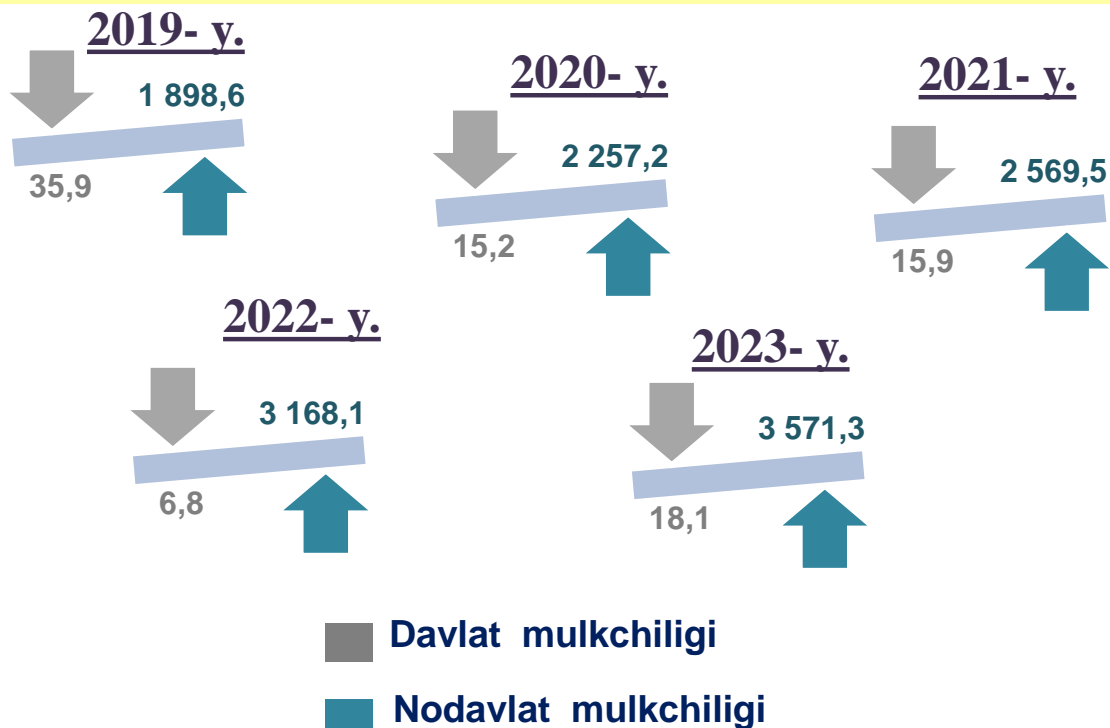 2019- y.
1 898,6
35,9
2020- y.
2 257,2
15,2
2021- y.
2 569,5
15,9
2022- y.
3 168,1
6,8
2023- y.
3 571,3
18,1
Davlat mulkchiligi
Nodavlat mulkchiligi